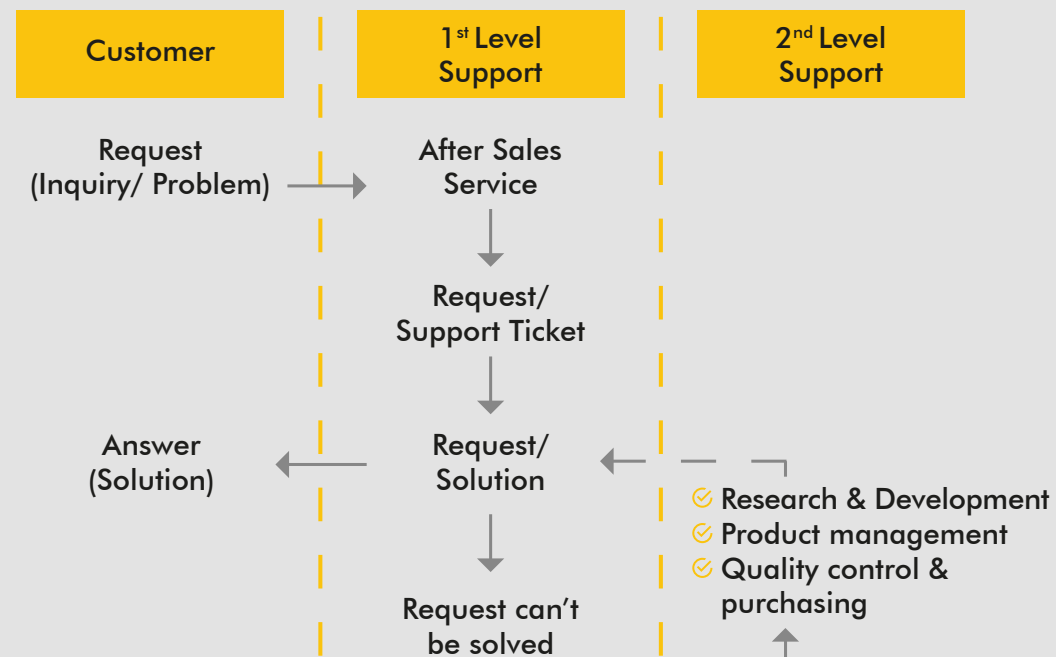 Customer
1st Level
Support
2nd Level
Support
Request
(Inquiry/ Problem)
After Sales
Service
Request/
Support Ticket
Answer
(Solution)
Request/
Solution
Research & Development
Product management
Quality control &
purchasing
Request can't
be solved